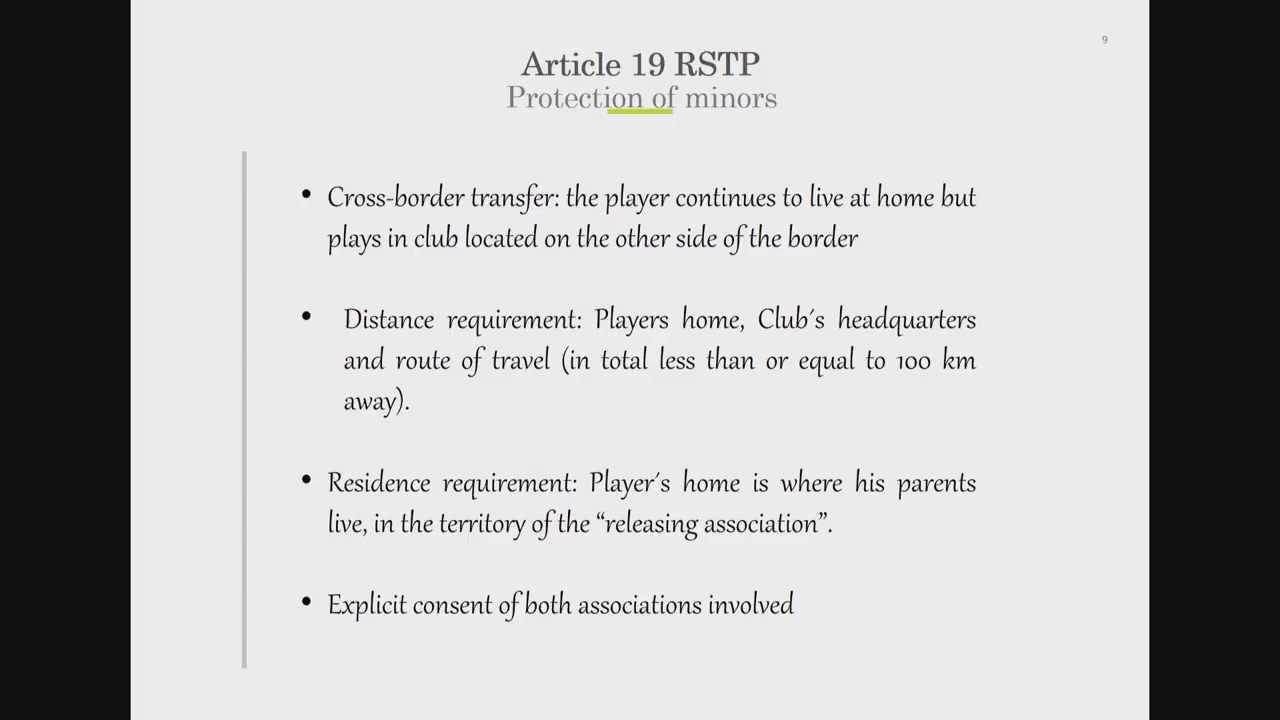 9
Article 19 RSTP
Protection of minors
• Cross-border transfer: the player continues to live at home but
plays in club located on the other side of the border
• Distance requirement: Players home, Club´s headquarters
and route of travel (in total less than or equal to 100 km
away).
• Residence requirement: Player´s home is where his parents
live, in the territory of the “releasing association”.
• Explicit consent of both associations involved